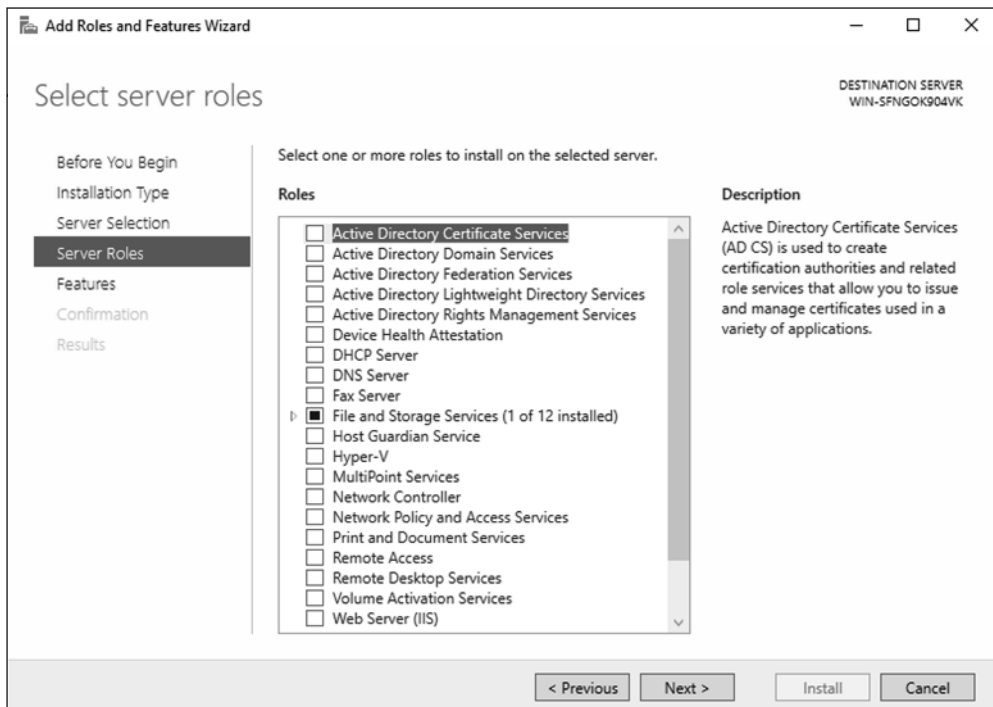 Add Roles and Features Wizard
Select server roles
DESTINATION SERVER
WIN-SFNGOK904VK
Before You Begin
Installation Type
Server Selection
Server Roles
Features
Confirmation
Results
Select one or more roles to install on the selected server.
Roles
Active Directory Certificate Services
Active Directory Domain Services
Active Directory Federation Services
Active Directory Lightweight Directory Services
Active Directory Rights Management Services
Device Health Attestation
DHCP Server
DNS Server
Fax Server
File and Storage Services (1 of 12 installed)
Host Guardian Service
Hyper-V
MultiPoint Services
Network Controller
Network Policy and Access Services
Print and Document Services
Remote Access
Remote Desktop Services
Volume Activation Services
Web Server (IIS)
Description
Active Directory Certificate Services
(AD CS) is used to create
certification authorities and related
role services that allow you to issue
and manage certificates used in a
variety of applications.
< Previous
Next >
Install
Cancel